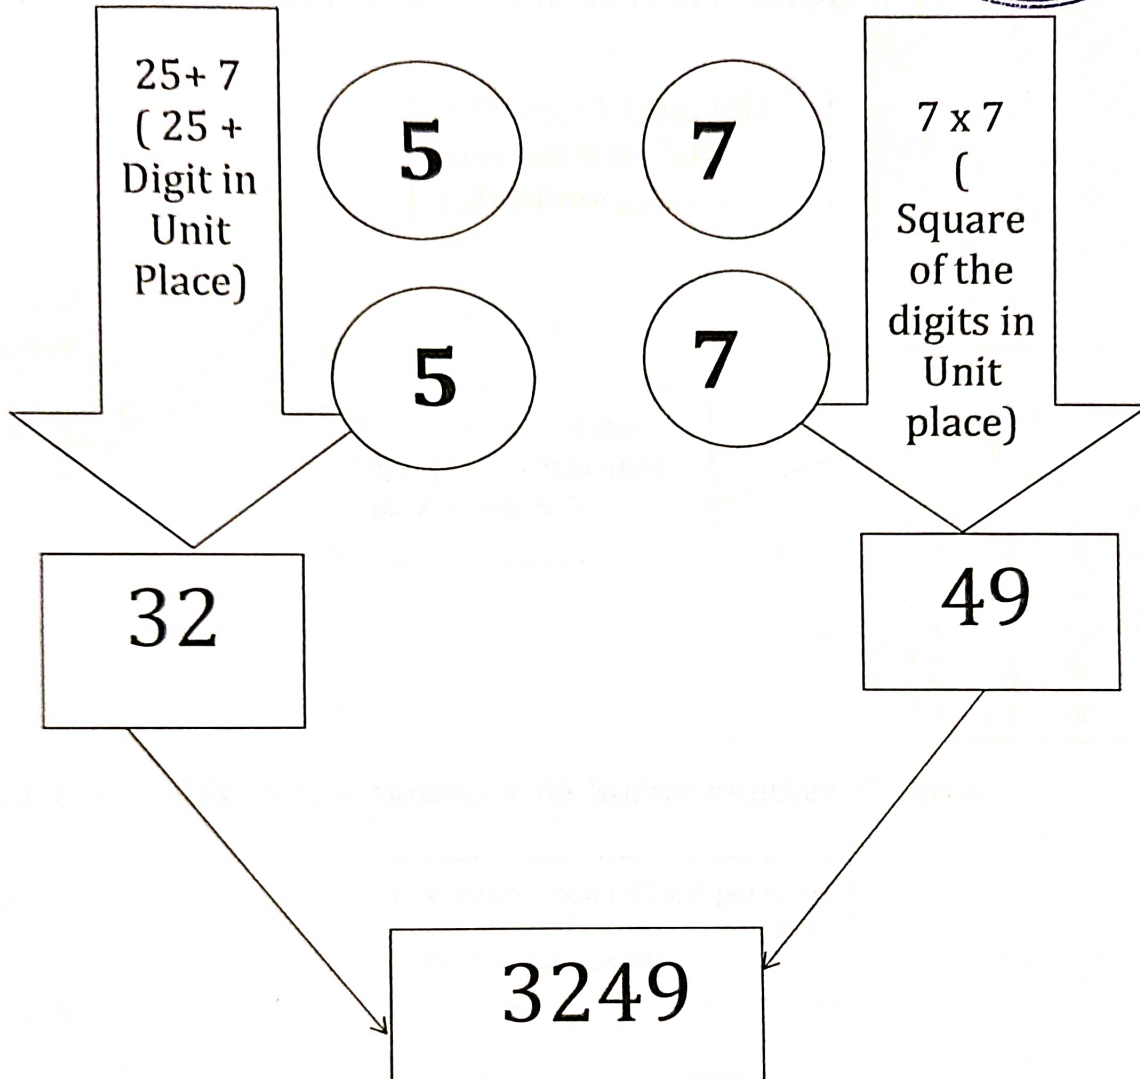 25+ 7
( 25 +
Digit in
Unit
Place)
5
7
5
7
7 x 7
(
Square
of the
digits in
Unit
place)
32
49
3249